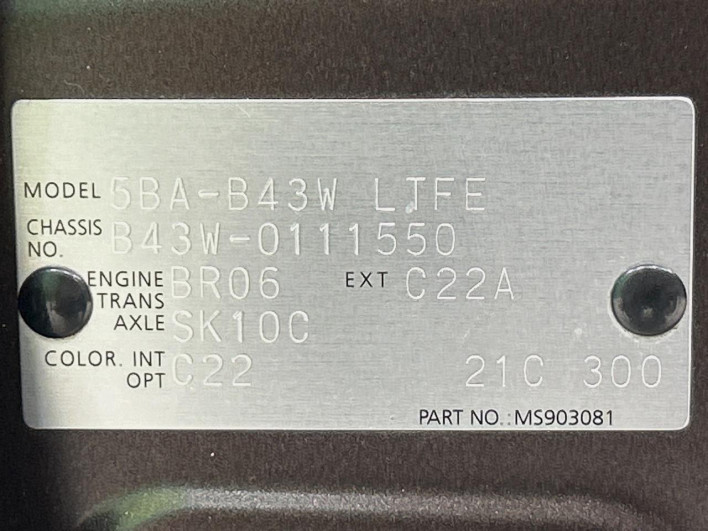 MODEL 5BA-B43W LTFE
CHASSIS NO. B43W-0111550
ENGINE BR06 EXT C22A
TRANS AXLE SK10C
COLOR. INT C22 21C 300
OPT
PART NO.:MS903081